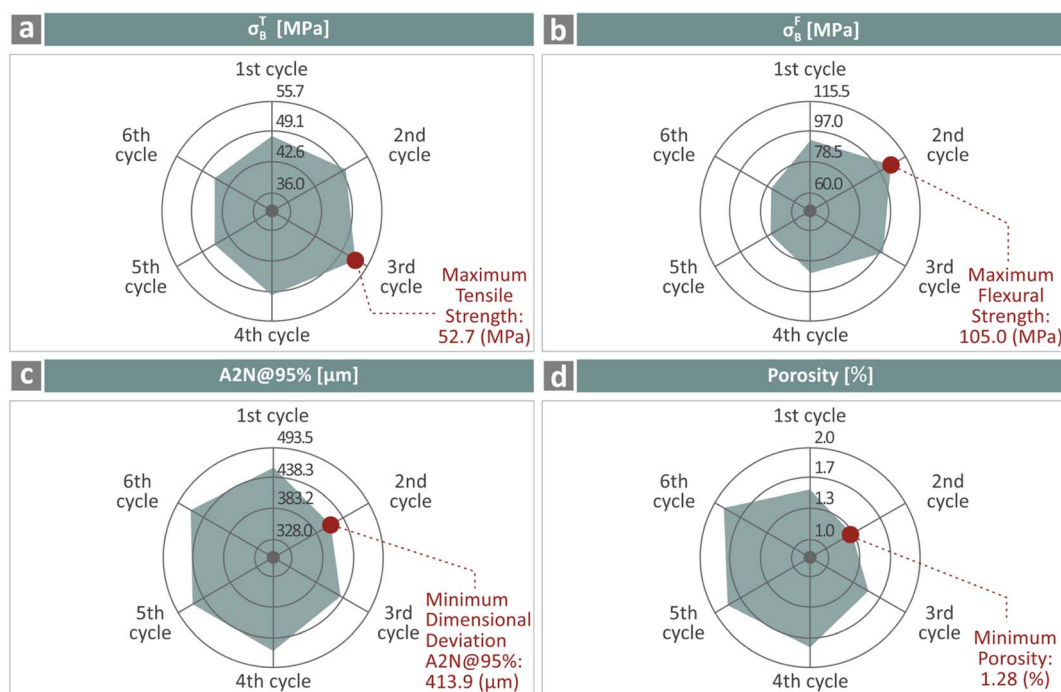 a
σ_B^T [MPa]
1st cycle
55.7
49.1
42.6
36.0
2nd
cycle
3rd
cycle
4th cycle
5th
cycle
6th
cycle
Maximum
Tensile
Strength:
52.7 (MPa)
b
σ_B^F [MPa]
1st cycle
115.5
97.0
78.5
60.0
2nd
cycle
3rd
cycle
4th cycle
5th
cycle
6th
cycle
Maximum
Flexural
Strength:
105.0 (MPa)
c
A2N@95% [μm]
1st cycle
493.5
438.3
383.2
328.0
2nd
cycle
3rd
cycle
4th cycle
5th
cycle
6th
cycle
Minimum
Dimensional
Deviation
A2N@95%:
413.9 (μm)
d
Porosity [%]
1st cycle
2.0
1.7
1.3
1.0
2nd
cycle
3rd
cycle
4th cycle
5th
cycle
6th
cycle
Minimum
Porosity:
1.28 (%)